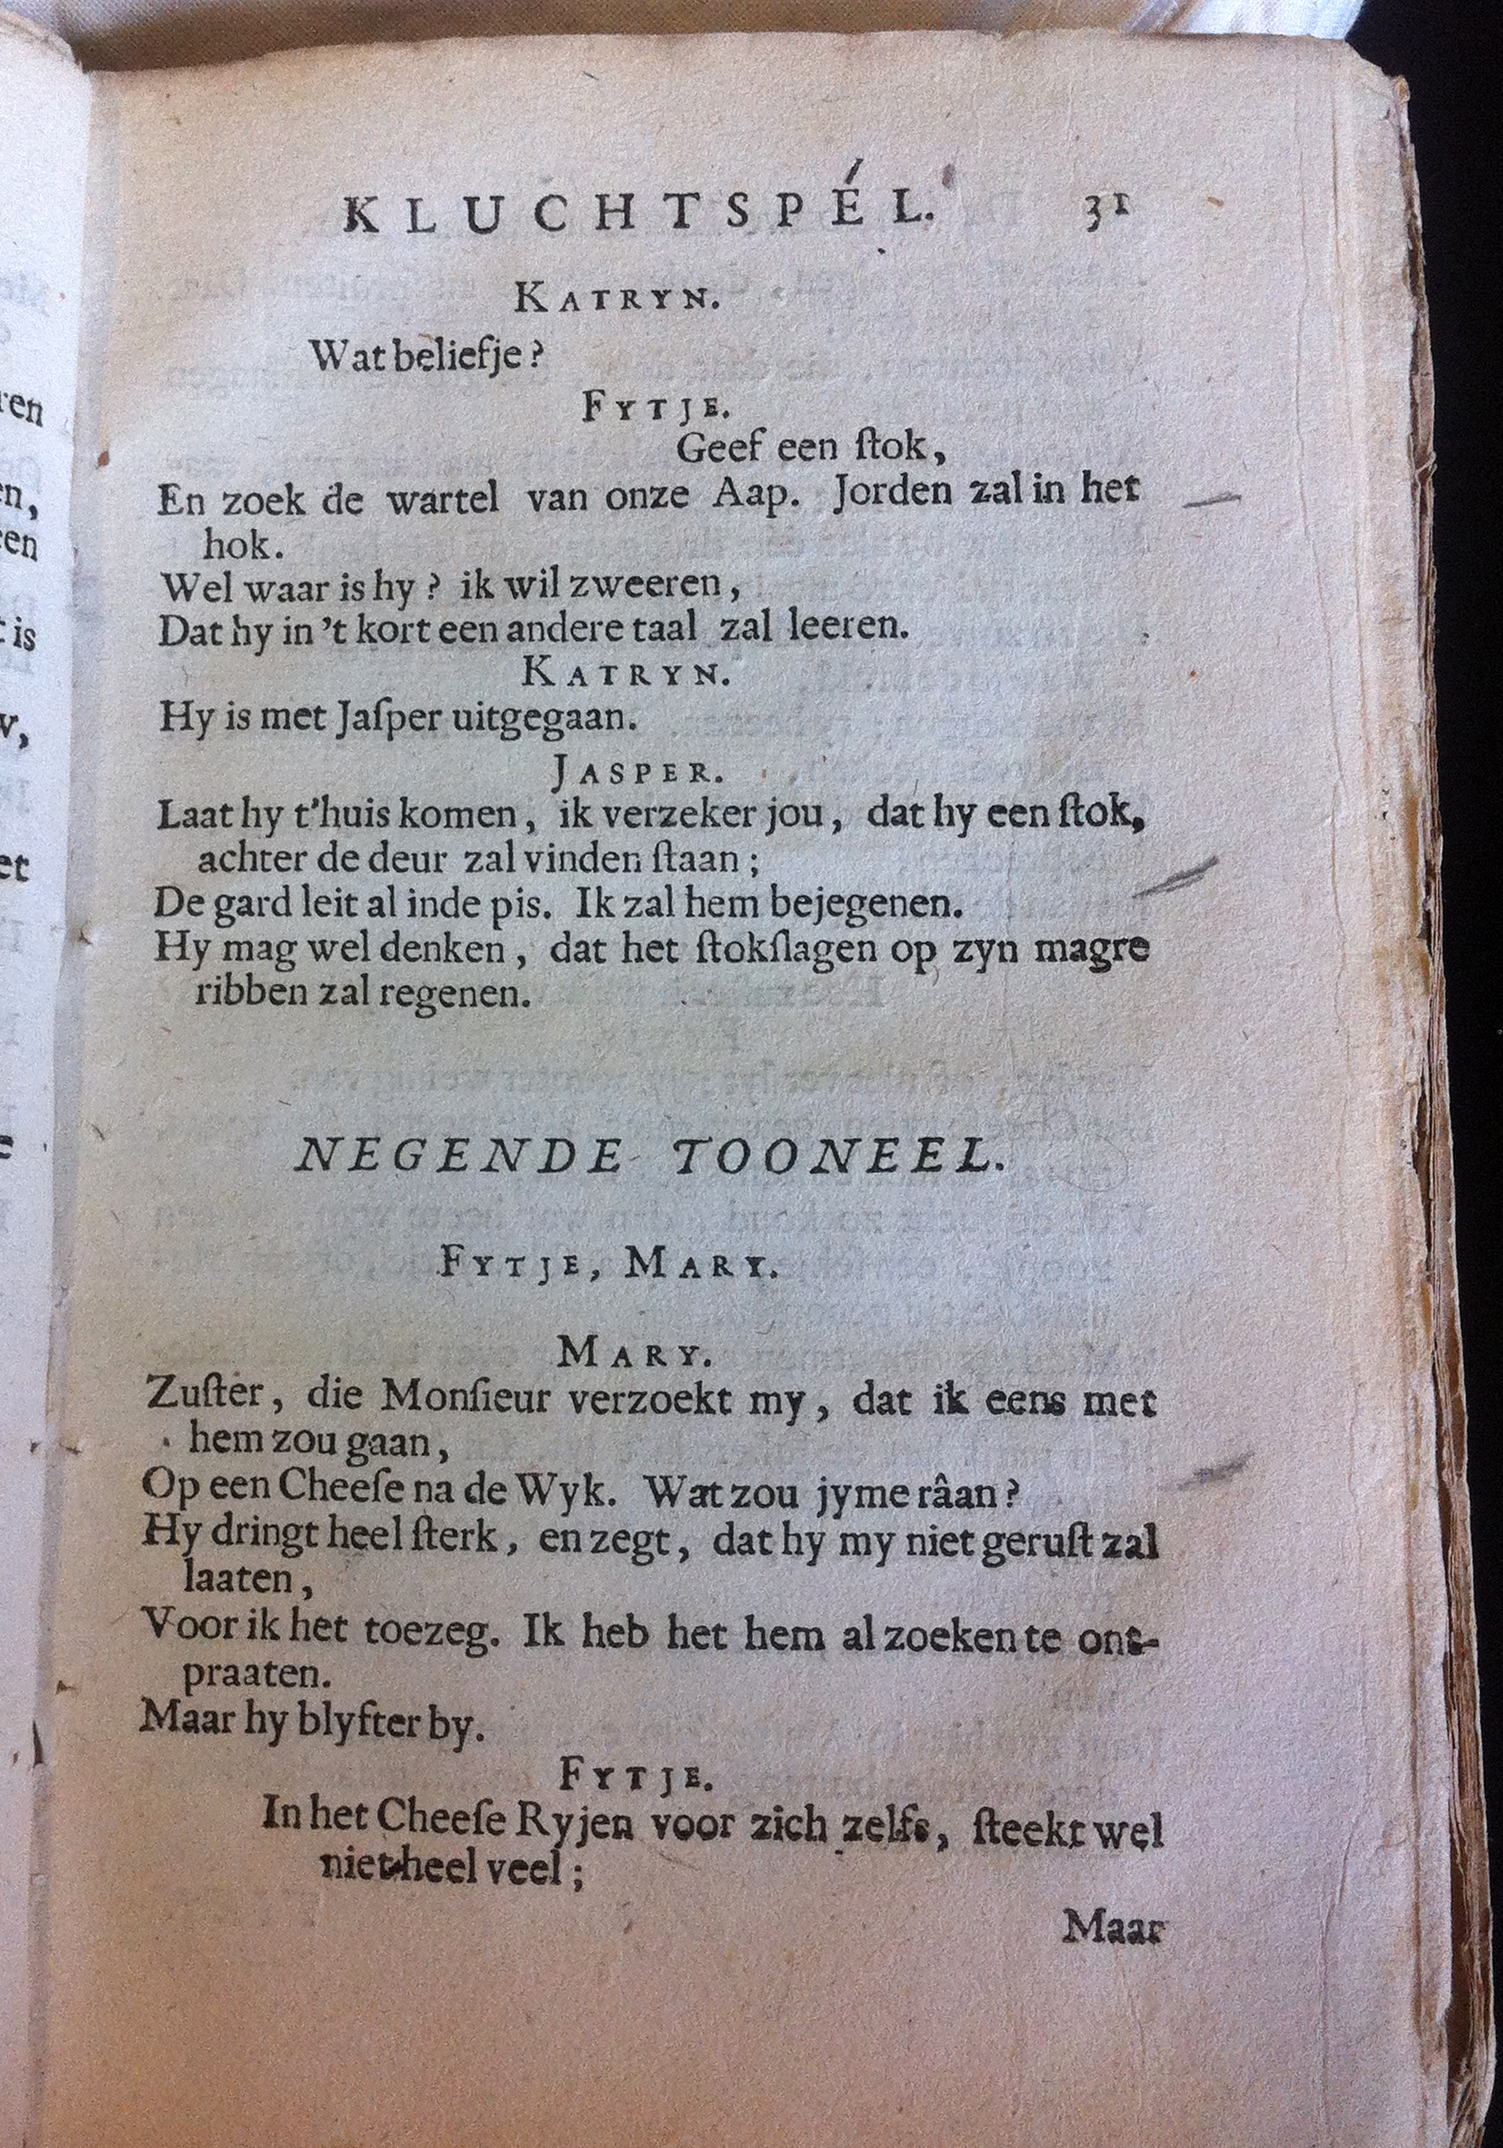 KLUCHTSPÉL. 31
KATRYN.
Wat beliefje?
FYTJE.
Geef een ſtok,
En zoek de wartel van onze Aap. Jorden zal in het
hok.
Wel waar is hy? ik wil zweeren,
Dat hy in 't kort een andere taal zal leeren.
KATRYN.
Hy is met Jaſper uitgegaan.
JASPER.
Laat hy t'huis komen, ik verzeker jou, dat hy een ſtok,
achter de deur zal vinden ſtaan;
De gard leit al inde pis. Ik zal hem bejegenen.
Hy mag wel denken, dat het ſtokſlagen op zyn magre
ribben zal regenen.
NEGENDE TOONEEL.
FYTJE, MARY.
MARY.
Zuſter, die Monſieur verzoekt my, dat ik eens met
hem zou gaan,
Op een Cheeſe na de Wyk. Wat zou jyme râan?
Hy dringt heel ſterk, en zegt, dat hy my niet geruſt zal
laaten,
Voor ik het toezeg. Ik heb het hem al zoeken te ont-
praaten.
Maar hy blyfter by.
FYTJE.
In het Cheeſe Ryjen voor zich zelfs, ſteekt wel
niet heel veel;
Maar
ren
en,
een
t is
w,
et